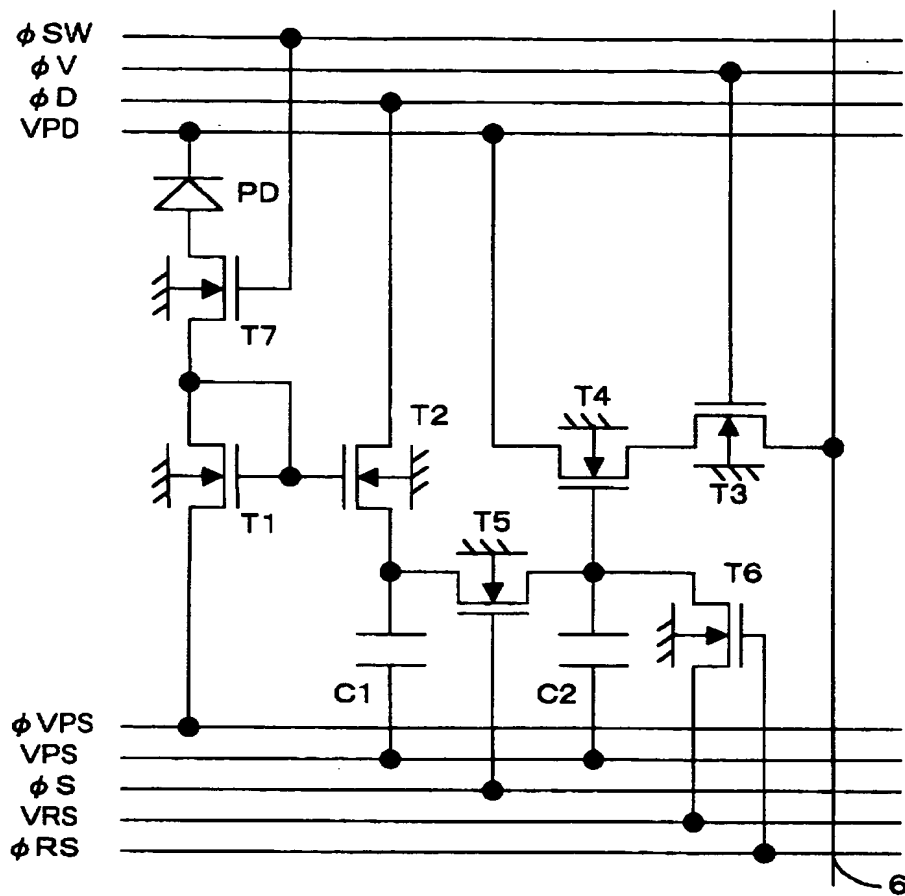 φSW
φV
φD
VPD
PD
T7
T2
T4
T1
T3
T5
T6
C1
C2
φVPS
VPS
φS
VRS
φRS
6